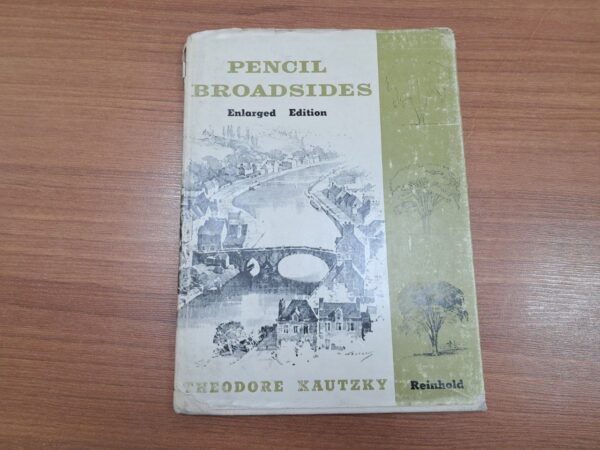 PENCIL
BROADSIDES
Enlarged Edition
THEODORE KAUTZKY
Reinhold